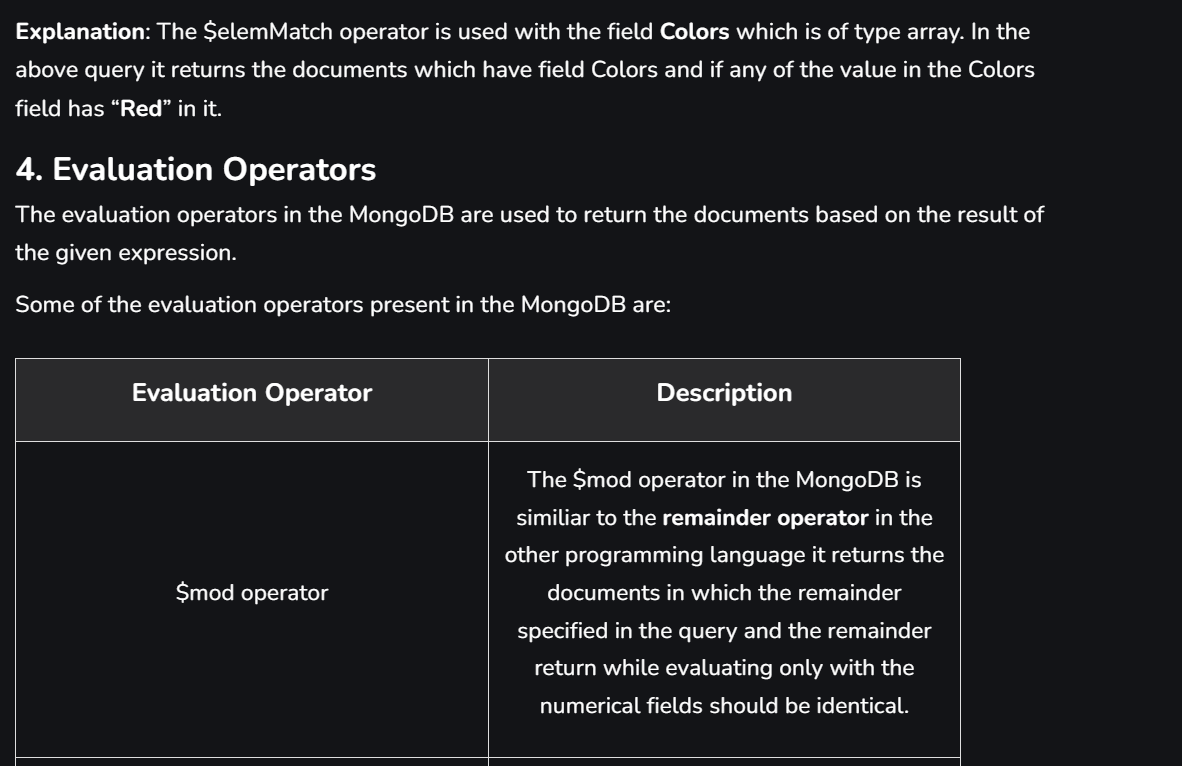 Explanation: The $elemMatch operator is used with the field Colors which is of type array. In the
above query it returns the documents which have field Colors and if any of the value in the Colors
field has “Red” in it.
4. Evaluation Operators
The evaluation operators in the MongoDB are used to return the documents based on the result of
the given expression.
Some of the evaluation operators present in the MongoDB are:
Evaluation Operator
Description
$mod operator
The $mod operator in the MongoDB is
similiar to the remainder operator in the
other programming language it returns the
documents in which the remainder
specified in the query and the remainder
return while evaluating only with the
numerical fields should be identical.